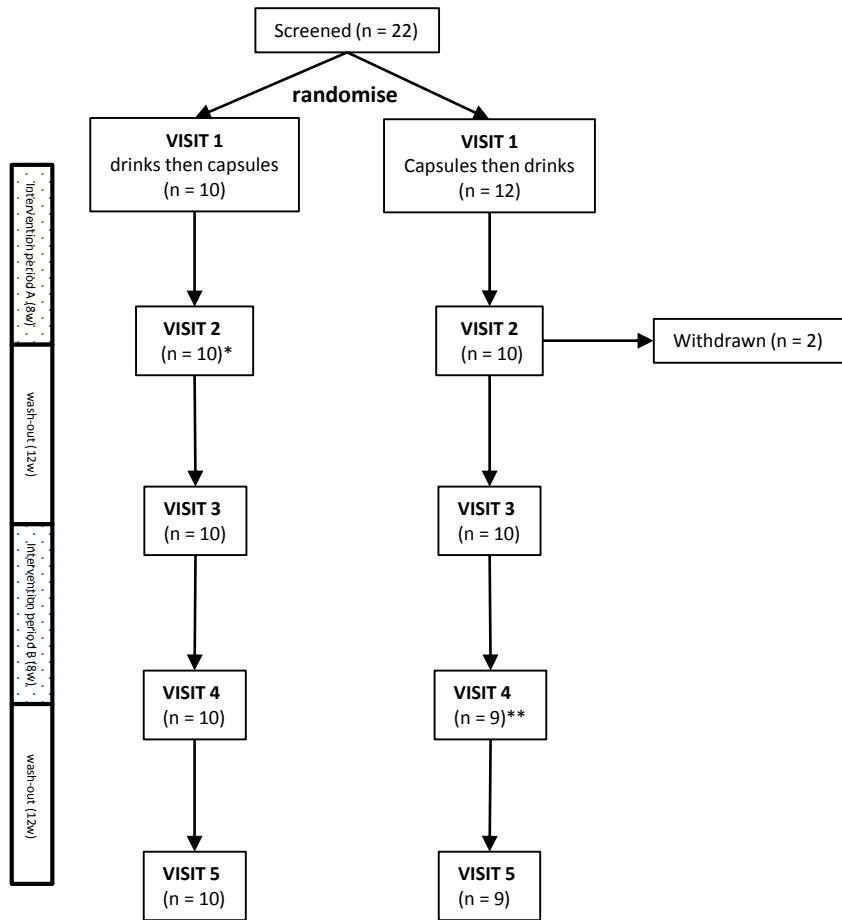 Screened (n = 22)
randomise
VISIT 1
drinks then capsules
(n = 10)
VISIT 1
Capsules then drinks
(n = 12)
Intervention period A (8w)
VISIT 2
(n = 10)*
VISIT 2
(n = 10)
Withdrawn (n = 2)
wash-out (12w)
VISIT 3
(n = 10)
VISIT 3
(n = 10)
Intervention period B (8w)
VISIT 4
(n = 10)
VISIT 4
(n = 9)**
wash-out (12w)
VISIT 5
(n = 10)
VISIT 5
(n = 9)